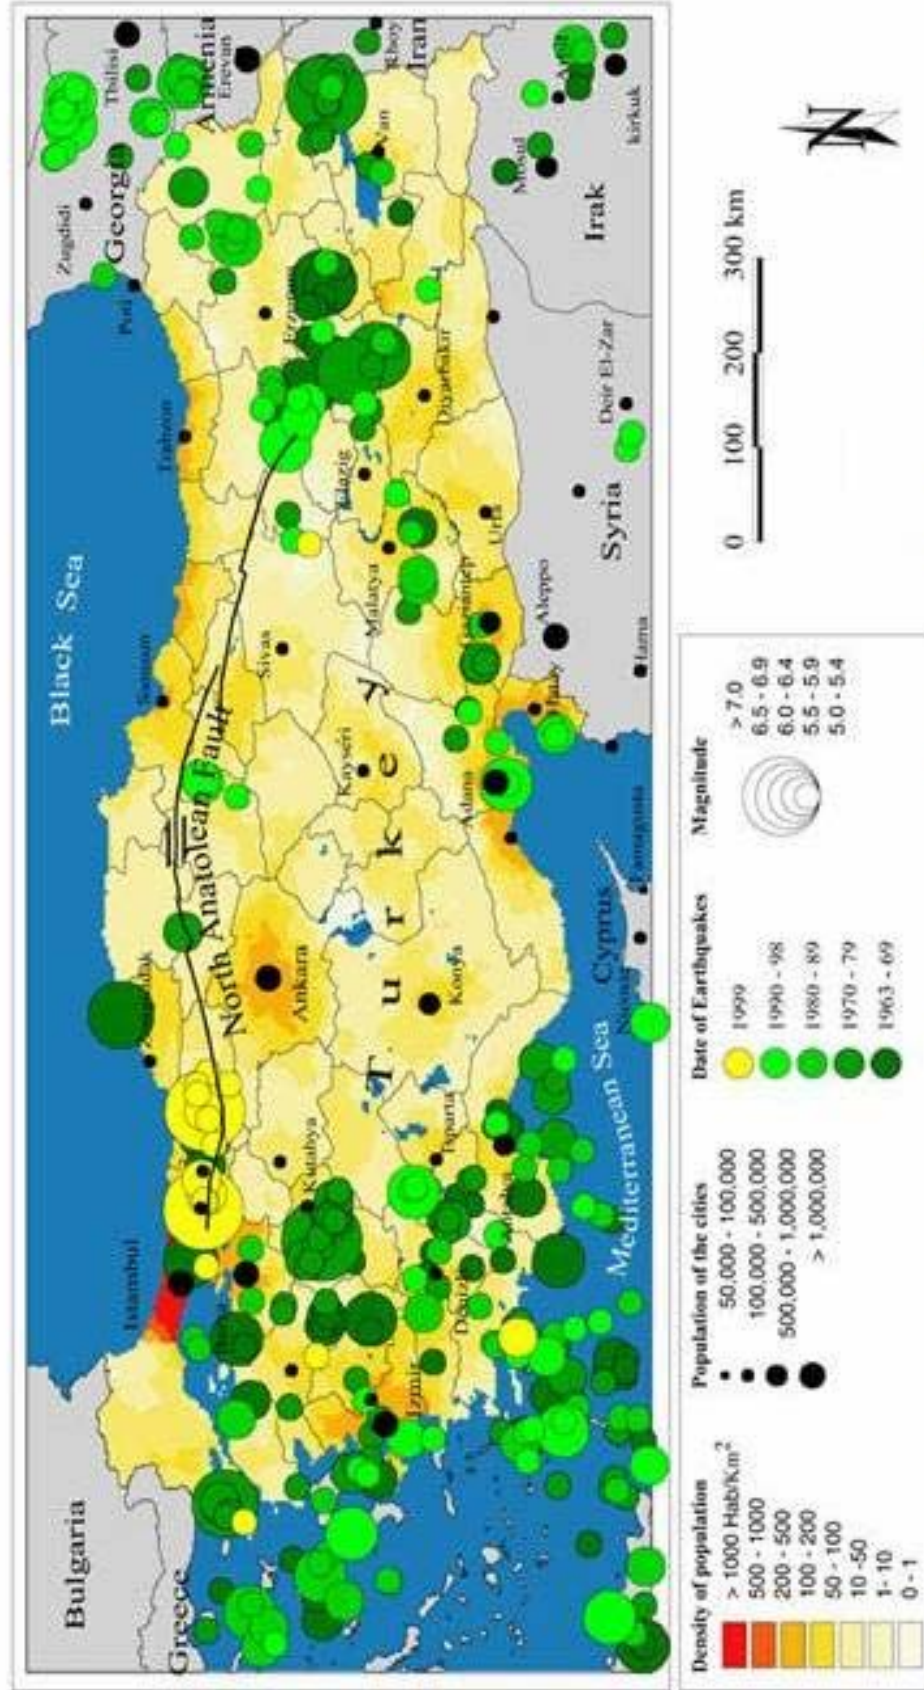 Bulgaria
Black Sea
Georgia
Zugdidi
Poti
Tbilisi
Armenia
Erevan
Greece
Istanbul
Samsun
Trabzon
North Anatolean Fault
Ankara
Sivas
Erzurum
Kutahya
Kayseri
Turkey
Malatya
Elazig
Van
Khoy
Iran
Izmir
Denizli
Isparta
Konya
Adana
Gaziantep
Urfa
Diyarbakir
Mosul
Arbil
kirkuk
Irak
Hatay
Aleppo
Syria
Deir El-Zar
Mediterranean Sea
Cyprus
Famagusta
Density of population
> 1000 Hab/Km²
500 - 1000
200 - 500
100 - 200
50 - 100
10 -50
1- 10
0 - 1
Population of the cities
50.000 - 100.000
100.000 - 500.000
500.000 - 1,000,000
> 1,000,000
Date of Earthquakes
1999
1990 - 98
1980 - 89
1970 - 79
1963 - 69
Magnitude
> 7.0
6.5 - 6.9
6.0 - 6.4
5.5 - 5.9
5.0 - 5.4
0 100 200 300 km
N